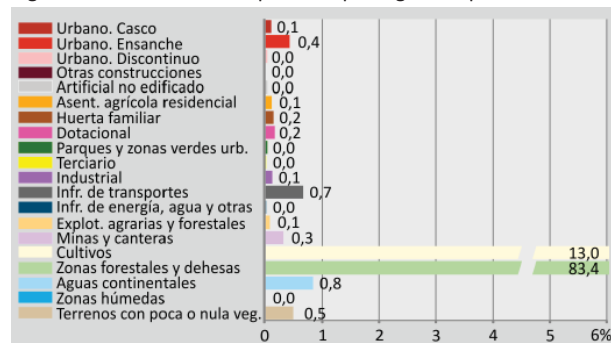 Urbano. Casco 0,1
Urbano. Ensanche 0,4
Urbano. Discontinuo 0,0
Otras construcciones 0,0
Artificial no edificado 0,0
Asent. agrícola residencial 0,1
Huerta familiar 0,2
Dotacional 0,2
Parques y zonas verdes urb. 0,0
Terciario 0,0
Industrial 0,1
Infr. de transportes 0,7
Infr. de energía, agua y otras 0,0
Explot. agrarias y forestales 0,1
Minas y canteras 0,3
Cultivos 13,0
Zonas forestales y dehesas 83,4
Aguas continentales 0,8
Zonas húmedas 0,0
Terrenos con poca o nula veg. 0,5
0 1 2 3 4 5 6%